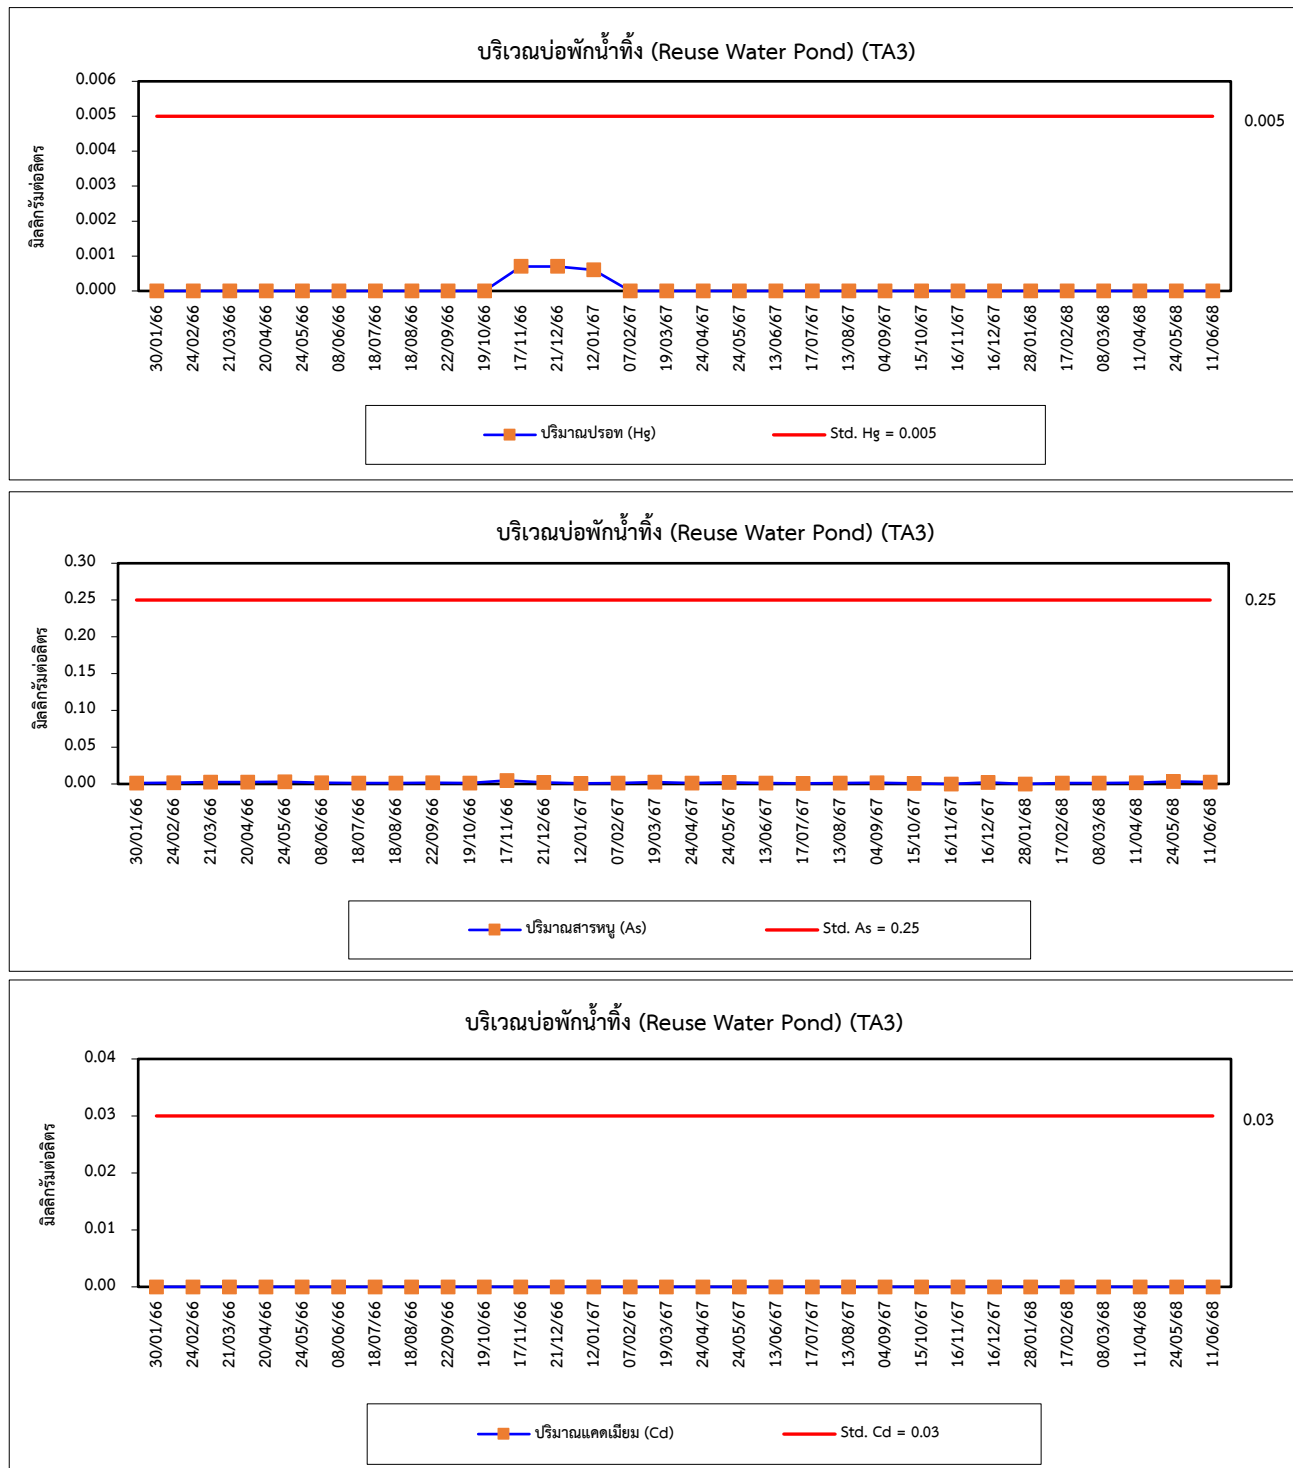 บริเวณบ่อพักน้ำทิ้ง (Reuse Water Pond) (TA3)
มิลลิกรัมต่อลิตร
0.006
0.005
0.004
0.003
0.002
0.001
0.000
0.005
30/01/66 24/02/66 21/03/66 20/04/66 24/05/66 08/06/66 18/07/66 18/08/66 22/09/66 19/10/66 17/11/66 21/12/66 12/01/67 07/02/67 19/03/67 24/04/67 24/05/67 13/06/67 17/07/67 13/08/67 04/09/67 15/10/67 16/11/67 16/12/67 28/01/68 17/02/68 08/03/68 11/04/68 24/05/68 11/06/68
ปริมาณปรอท (Hg) Std. Hg = 0.005
บริเวณบ่อพักน้ำทิ้ง (Reuse Water Pond) (TA3)
มิลลิกรัมต่อลิตร
0.30
0.25
0.20
0.15
0.10
0.05
0.00
0.25
30/01/66 24/02/66 21/03/66 20/04/66 24/05/66 08/06/66 18/07/66 18/08/66 22/09/66 19/10/66 17/11/66 21/12/66 12/01/67 07/02/67 19/03/67 24/04/67 24/05/67 13/06/67 17/07/67 13/08/67 04/09/67 15/10/67 16/11/67 16/12/67 28/01/68 17/02/68 08/03/68 11/04/68 24/05/68 11/06/68
ปริมาณสารหนู (As) Std. As = 0.25
บริเวณบ่อพักน้ำทิ้ง (Reuse Water Pond) (TA3)
มิลลิกรัมต่อลิตร
0.04
0.03
0.02
0.01
0.00
0.03
30/01/66 24/02/66 21/03/66 20/04/66 24/05/66 08/06/66 18/07/66 18/08/66 22/09/66 19/10/66 17/11/66 21/12/66 12/01/67 07/02/67 19/03/67 24/04/67 24/05/67 13/06/67 17/07/67 13/08/67 04/09/67 15/10/67 16/11/67 16/12/67 28/01/68 17/02/68 08/03/68 11/04/68 24/05/68 11/06/68
ปริมาณแคดเมียม (Cd) Std. Cd = 0.03